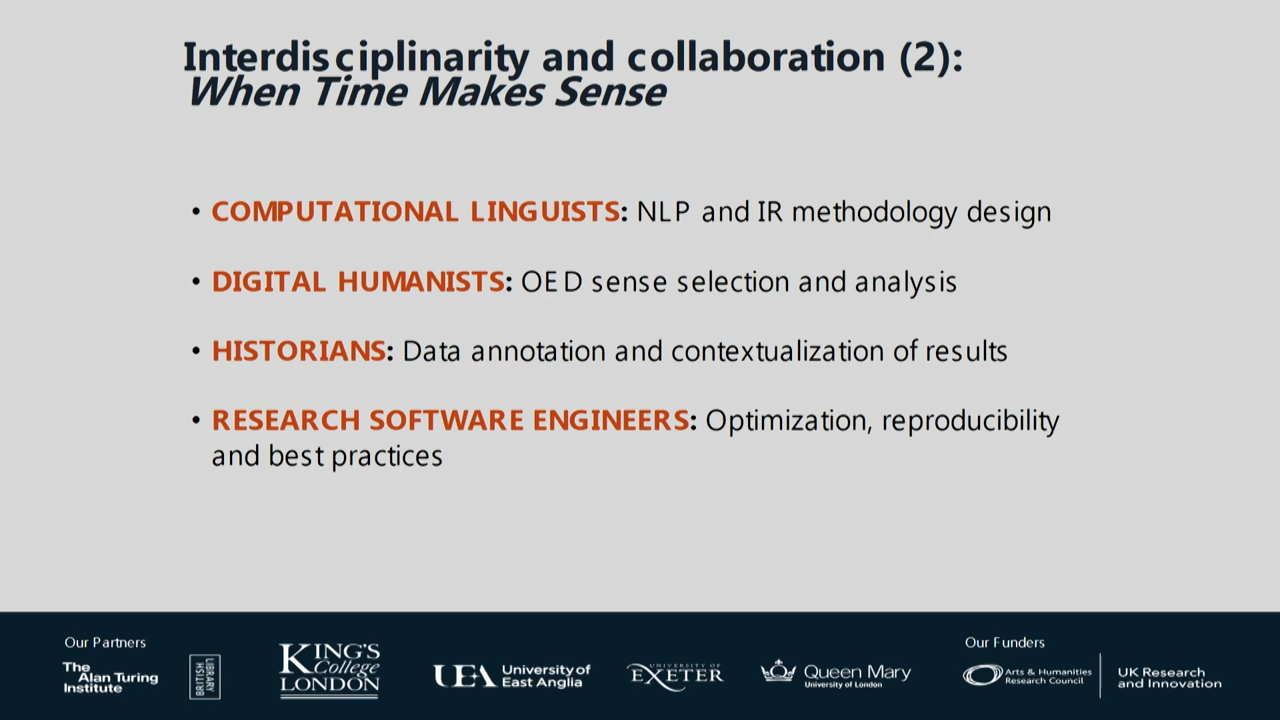 Interdisciplinarity and collaboration (2):
When Time Makes Sense
• COMPUTATIONAL LINGUISTS: NLP and IR methodology design
• DIGITAL HUMANISTS: OED sense selection and analysis
• HISTORIANS: Data annotation and contextualization of results
• RESEARCH SOFTWARE ENGINEERS: Optimization, reproducibility
and best practices
Our Partners
The
Alan Turing
Institute
BRITISH
LIBRARY
KING'S
College
LONDON
UEA University of
East Anglia
UNIVERSITY OF
EXETER
Queen Mary
University of London
Our Funders
Arts & Humanities
Research Council
UK Research
and Innovation